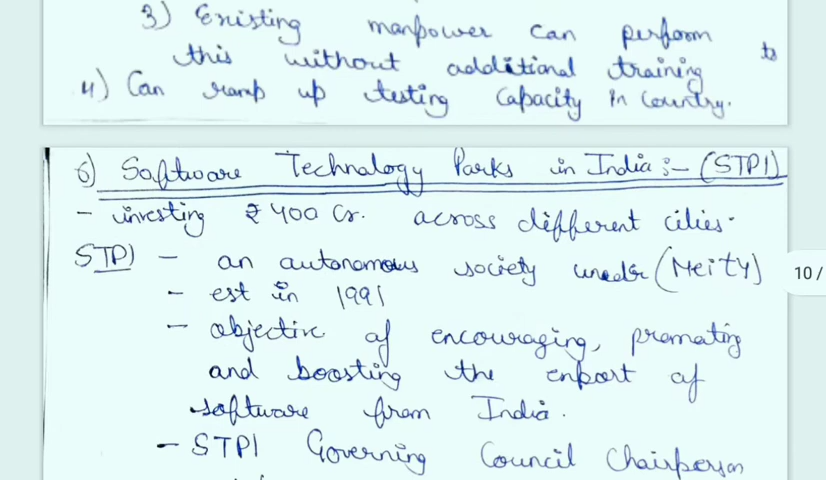 3) Existing manpower can perform
this without additional training to
4) Can ramp up testing capacity in country.
6) Software Technology Parks in India :- (STPI)
- investing ₹ 400 Cr. across different cities.
STPI - an autonomous society under (MeitY)
- est in 1991
- objective of encouraging, promoting
and boosting the export of
software from India.
- STPI Governing Council Chairperson
10 /